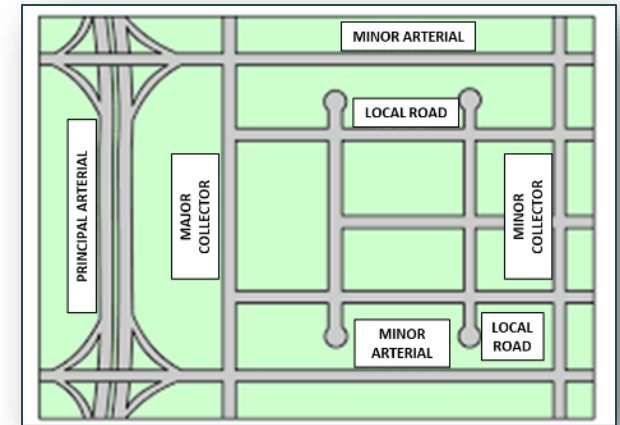 MINOR ARTERIAL
LOCAL ROAD
PRINCIPAL ARTERIAL
MAJOR
COLLECTOR
MINOR
COLLECTOR
MINOR
ARTERIAL
LOCAL
ROAD